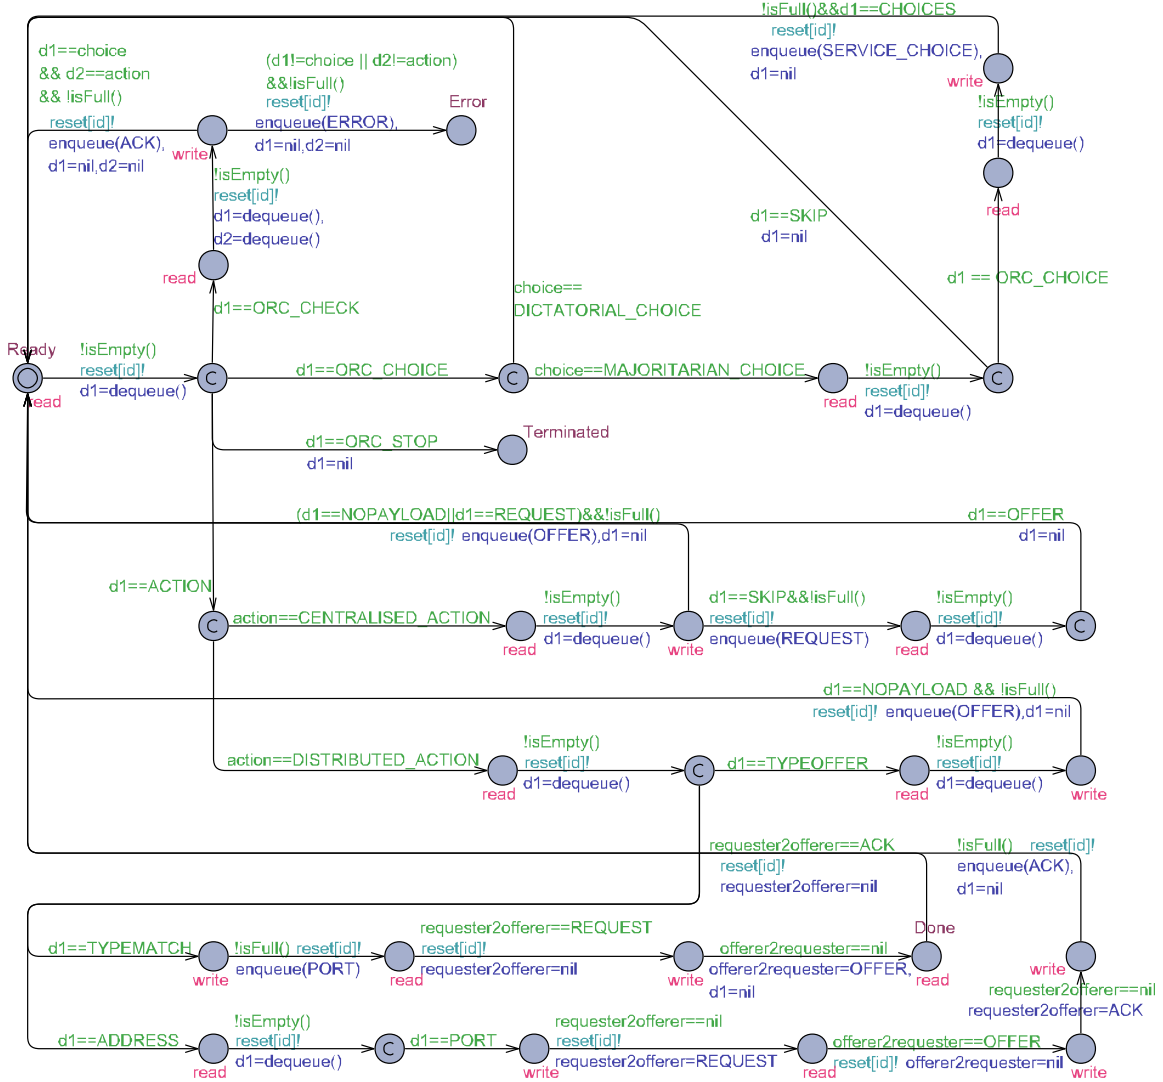 !isFull()&&d1==CHOICES
reset[id]!
enqueue(SERVICE_CHOICE),
d1=nil
write
d1==choice
&& d2==action
&& !isFull()
reset[id]!
enqueue(ACK),
d1=nil,d2=nil
(d1!=choice || d2!=action)
&&!isFull()
reset[id]!
enqueue(ERROR),
d1=nil,d2=nil
Error
write
!isEmpty()
reset[id]!
d1=dequeue()
read
!isEmpty()
reset[id]!
d1=dequeue(),
d2=dequeue()
read
d1==SKIP
d1=nil
d1 == ORC_CHOICE
d1==ORC_CHECK
choice==
DICTATORIAL_CHOICE
Ready
read
!isEmpty()
reset[id]!
d1=dequeue()
C
d1==ORC_CHOICE
C
choice==MAJORITARIAN_CHOICE
read
!isEmpty()
reset[id]!
d1=dequeue()
C
d1==ORC_STOP
d1=nil
Terminated
(d1==NOPAYLOAD||d1==REQUEST)&&!isFull()
reset[id]! enqueue(OFFER),d1=nil
d1==OFFER
d1=nil
d1==ACTION
C
action==CENTRALISED_ACTION
read
!isEmpty()
reset[id]!
d1=dequeue()
write
d1==SKIP&&!isFull()
reset[id]!
enqueue(REQUEST)
read
!isEmpty()
reset[id]!
d1=dequeue()
C
d1==NOPAYLOAD && !isFull()
reset[id]! enqueue(OFFER),d1=nil
action==DISTRIBUTED_ACTION
read
!isEmpty()
reset[id]!
d1=dequeue()
C
d1==TYPEOFFER
read
!isEmpty()
reset[id]!
d1=dequeue()
write
requester2offerer==ACK
reset[id]!
requester2offerer=nil
!isFull() reset[id]!
enqueue(ACK),
d1=nil
d1==TYPEMATCH
write
!isFull() reset[id]!
enqueue(PORT)
read
requester2offerer==REQUEST
reset[id]!
requester2offerer=nil
write
offerer2requester==nil
offerer2requester=OFFER,
d1=nil
Done
read
write
requester2offerer==nil
requester2offerer=ACK
d1==ADDRESS
read
!isEmpty()
reset[id]!
d1=dequeue()
C
d1==PORT
write
requester2offerer==nil
reset[id]!
requester2offerer=REQUEST
read
offerer2requester==OFFER
reset[id]! offerer2requester=nil
write